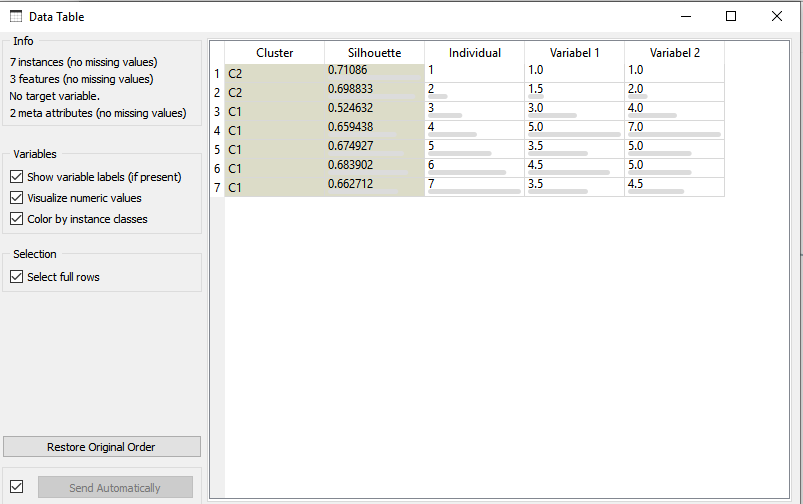 Data Table
Info
7 instances (no missing values)
3 features (no missing values)
No target variable.
2 meta attributes (no missing values)
Variables
Show variable labels (if present)
Visualize numeric values
Color by instance classes
Selection
Select full rows
Restore Original Order
Send Automatically
Cluster Silhouette Individual Variabel 1 Variabel 2
1 C2 0.71086 1 1.0 1.0
2 C2 0.698833 2 1.5 2.0
3 C1 0.524632 3 3.0 4.0
4 C1 0.659438 4 5.0 7.0
5 C1 0.674927 5 3.5 5.0
6 C1 0.683902 6 4.5 5.0
7 C1 0.662712 7 3.5 4.5